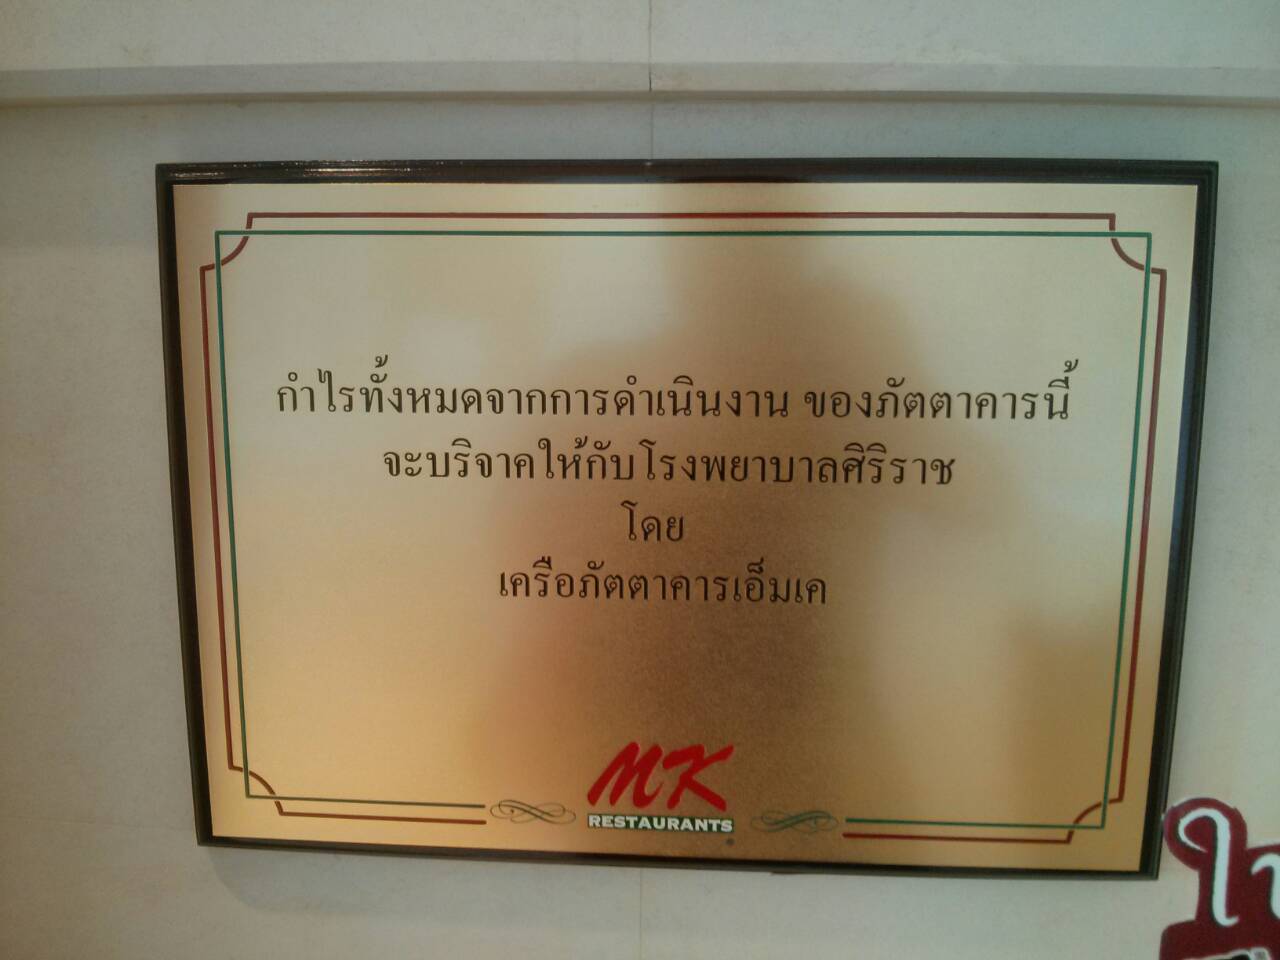 กำไรทั้งหมดจากการดำเนินงาน ของภัตตาคารนี้
จะบริจาคให้กับโรงพยาบาลศิริราช
โดย
เครือภัตตาคารเอ็มเค
MK
RESTAURANTS